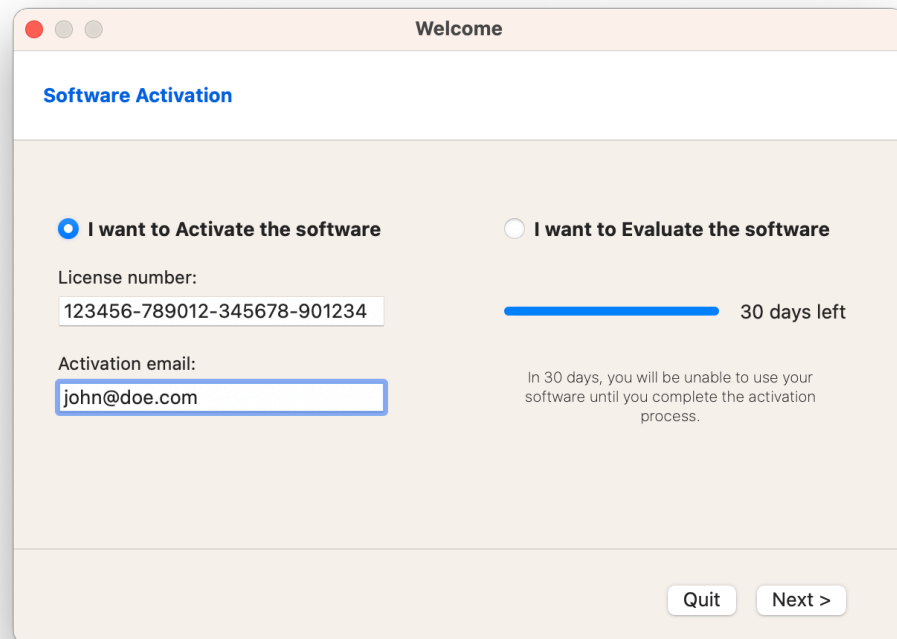 Welcome
Software Activation
I want to Activate the software
License number:
123456-789012-345678-901234
Activation email:
john@doe.com
I want to Evaluate the software
30 days left
In 30 days, you will be unable to use your
software until you complete the activation
process.
Quit
Next >